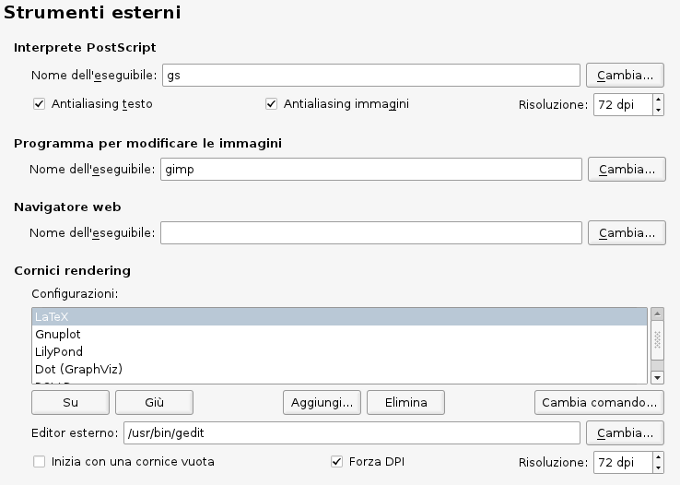 Strumenti esterni
Interprete PostScript
Nome dell'eseguibile: gs Cambia...
Antialiasing testo Antialiasing immagini Risoluzione: 72 dpi
Programma per modificare le immagini
Nome dell'eseguibile: gimp Cambia...
Navigatore web
Nome dell'eseguibile: Cambia...
Cornici rendering
Configurazioni:
LaTeX
Gnuplot
LilyPond
Dot (GraphViz)
Su Giù Aggiungi... Elimina Cambia comando...
Editor esterno: /usr/bin/gedit Cambia...
Inizia con una cornice vuota Forza DPI Risoluzione: 72 dpi